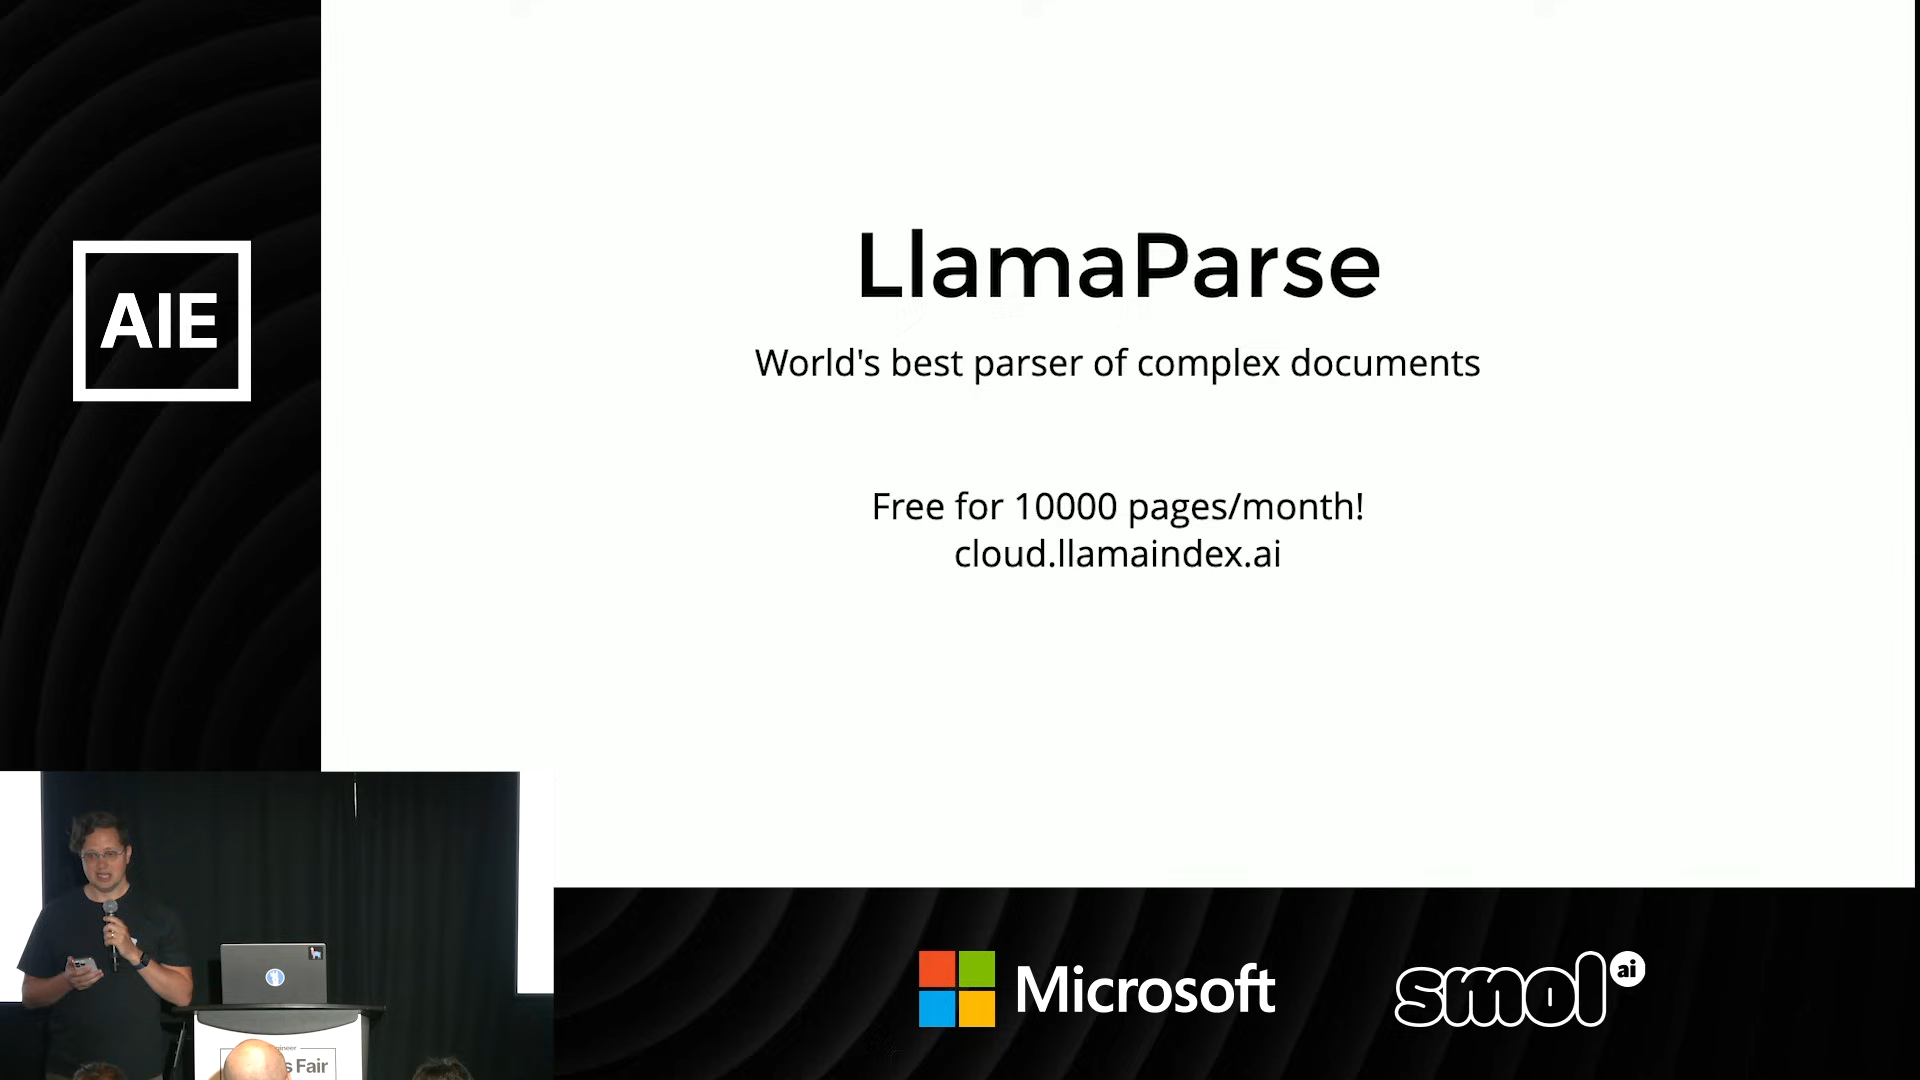 AIE
LlamaParse
World's best parser of complex documents
Free for 10000 pages/month!
cloud.llamaindex.ai
s Fair
Microsoft
smol ai